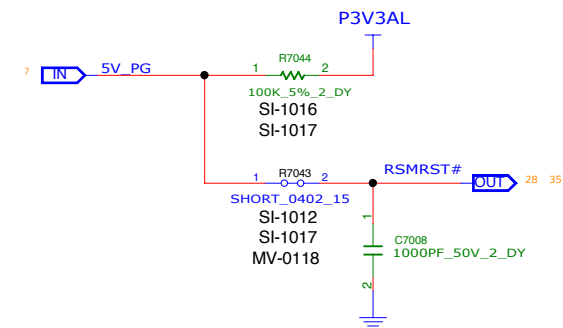 P3V3AL
R7044
7 IN 5V_PG 1 2
100K_5%_2_DY
SI-1016
SI-1017
R7043 RSMRST#
1 2 OUT 28 35
SHORT_0402_15
SI-1012
SI-1017
MV-0118
1
C7008
1000PF_50V_2_DY
2